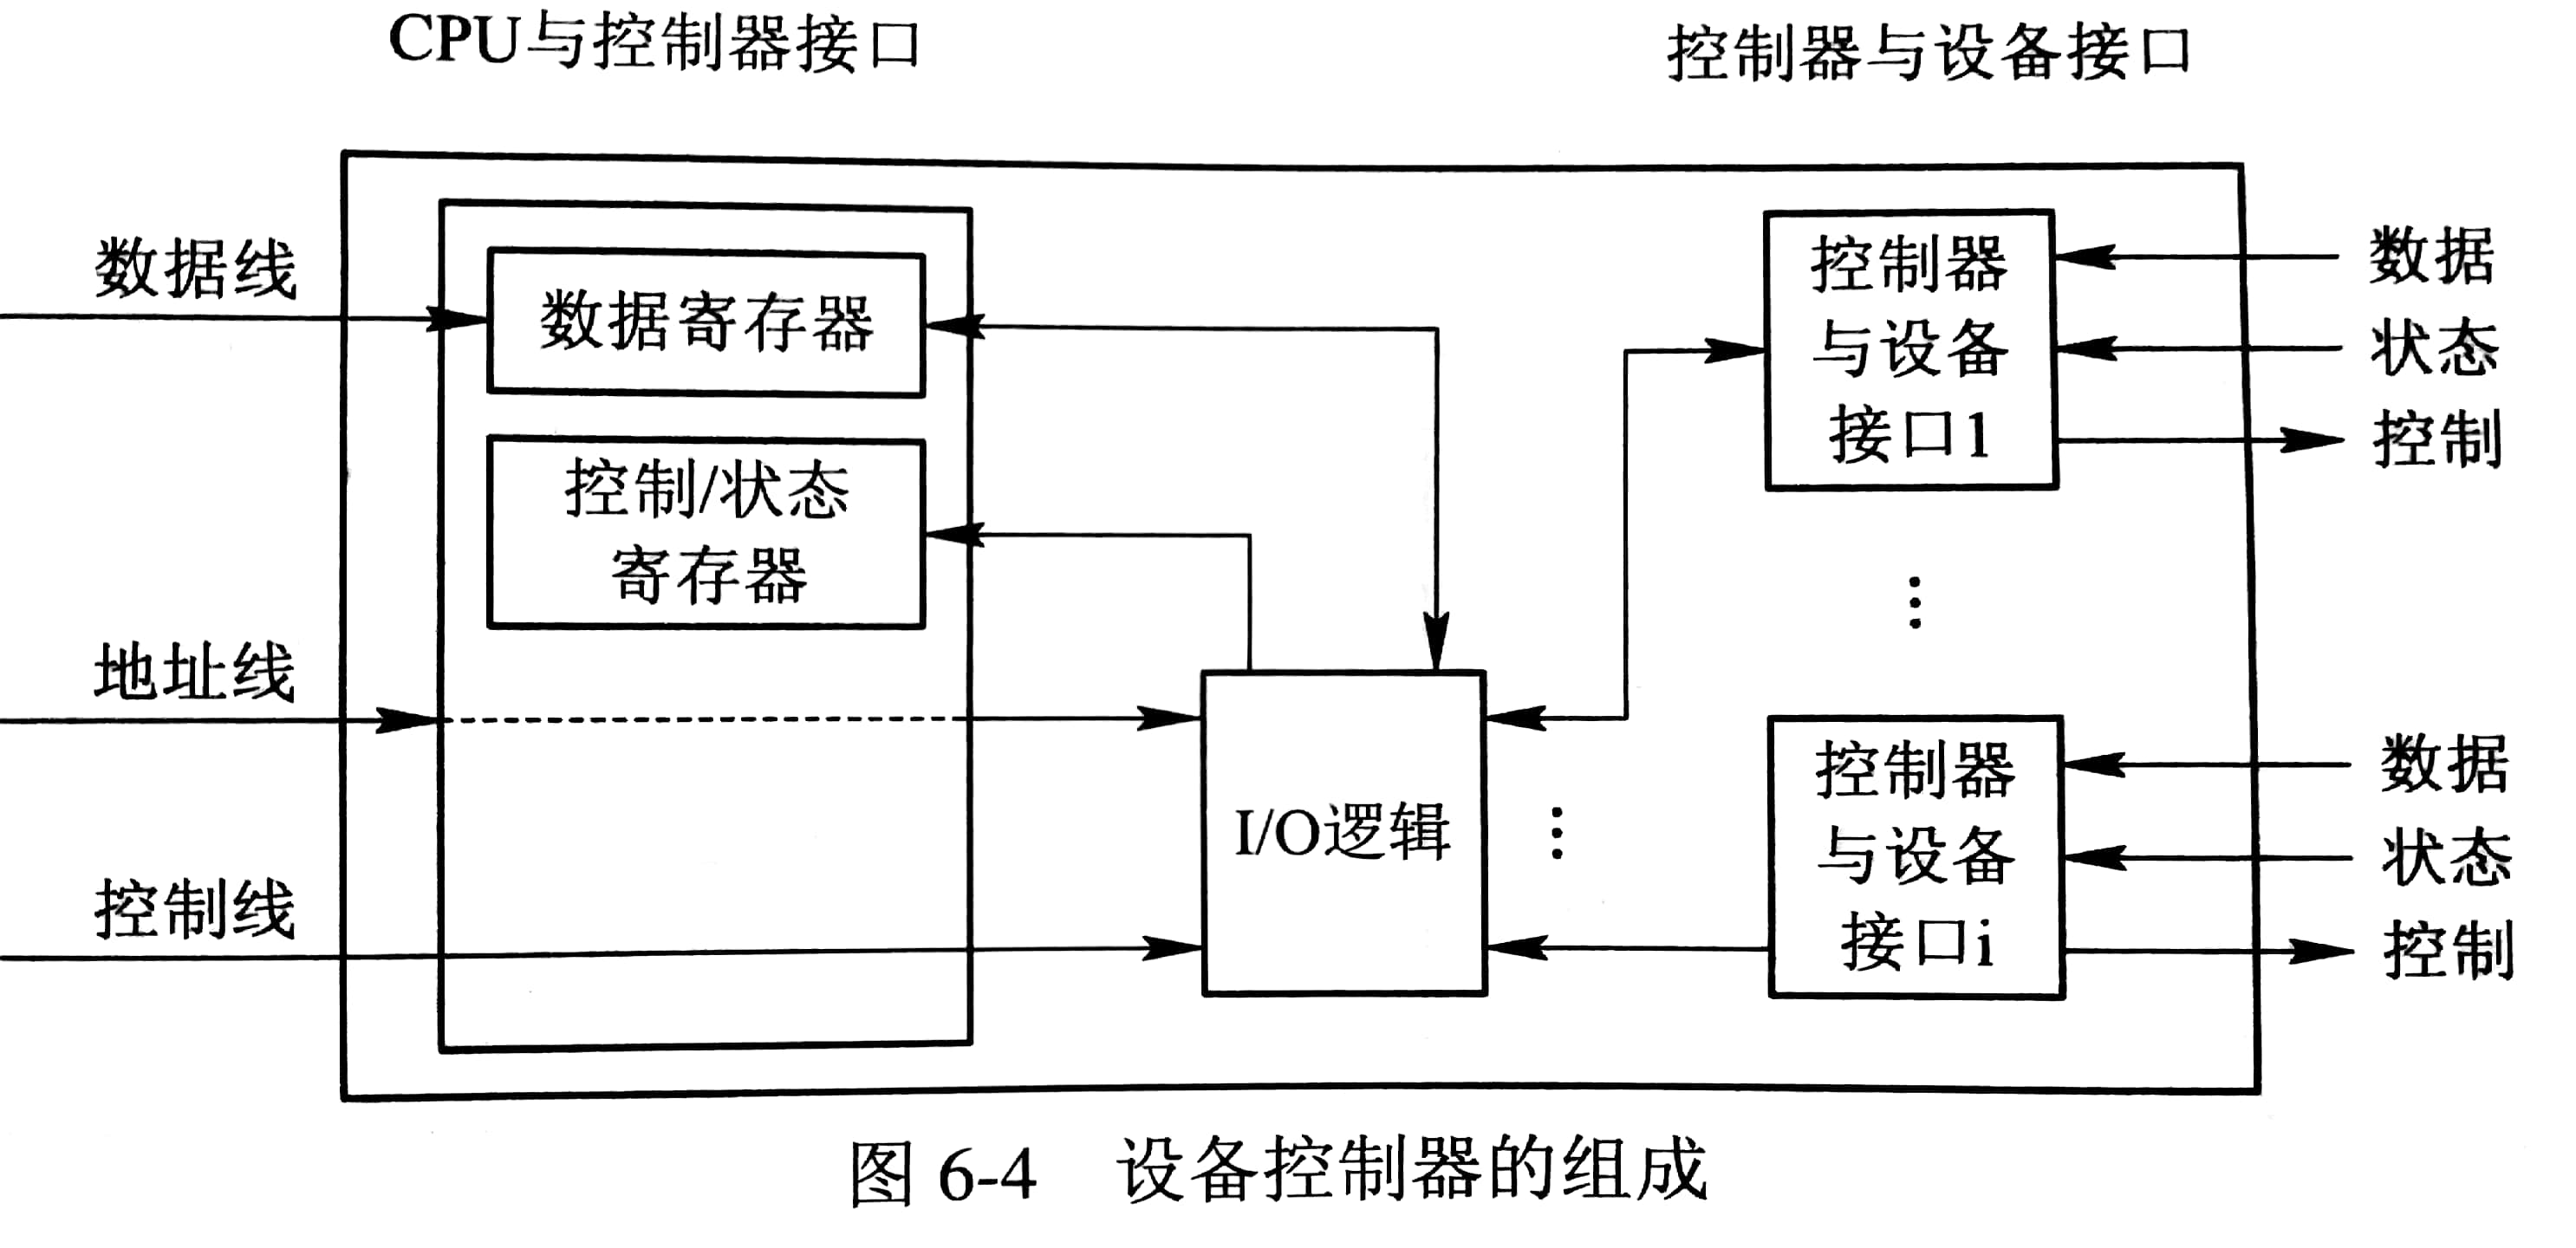 CPU与控制器接口
控制器与设备接口
数据线
数据寄存器
控制/状态
寄存器
地址线
控制线
I/O逻辑
控制器
与设备
接口1
数据
状态
控制
控制器
与设备
接口i
数据
状态
控制
图 6-4 设备控制器的组成